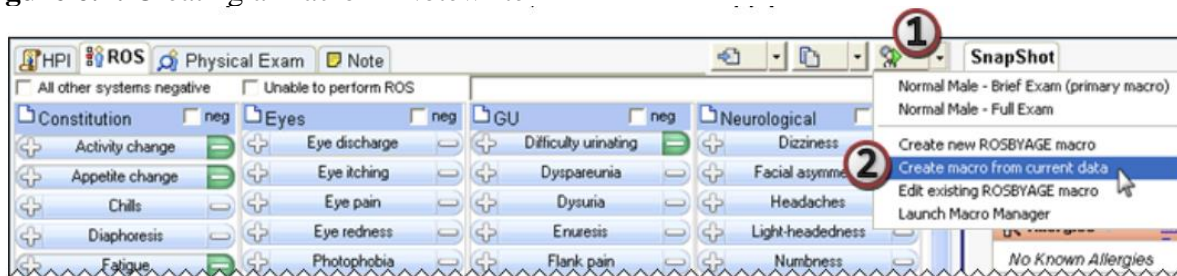 1
HPI ROS Physical Exam Note SnapShot
All other systems negative Unable to perform ROS
Normal Male - Brief Exam (primary macro)
Normal Male - Full Exam
Create new ROSBYAGE macro
2 Create macro from current data
Edit existing ROSBYAGE macro
Launch Macro Manager
Constitution neg Eyes neg GU neg Neurological
Activity change Eye discharge Difficulty urinating Dizziness
Appetite change Eye itching Dyspareunia Facial asymme
Chills Eye pain Dysuria Headaches
Diaphoresis Eye redness Enuresis Light-headedness
Fatigue Photophobia Flank pain Numbness
No Known Allergies